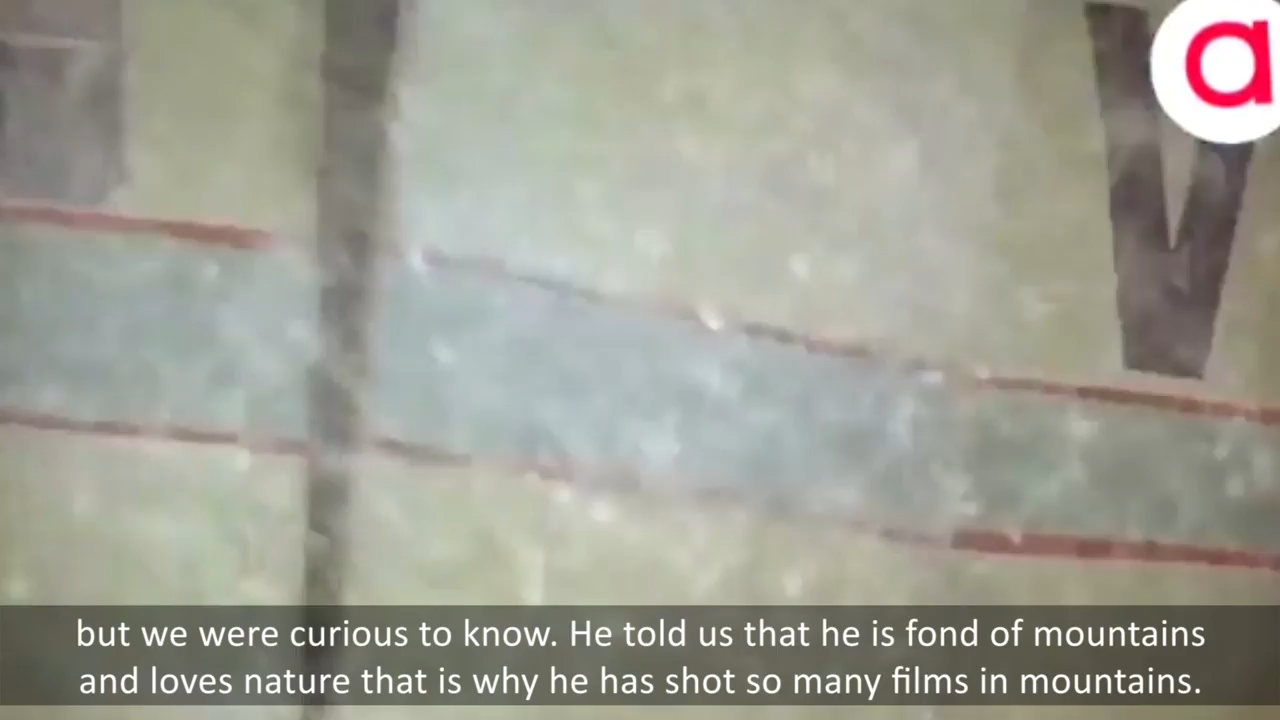 a
V
but we were curious to know. He told us that he is fond of mountains
and loves nature that is why he has shot so many films in mountains.